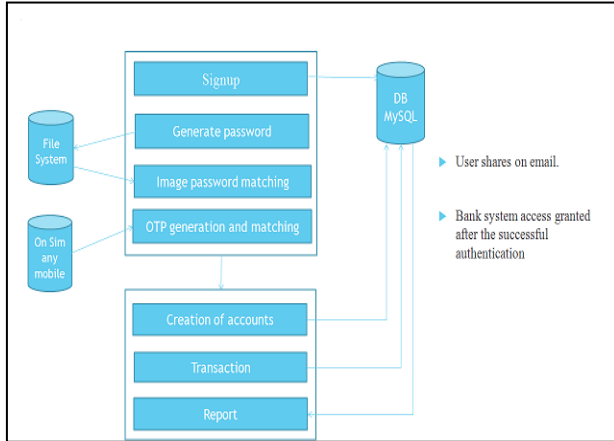 Signup
DB
MySQL
Generate password
File
System
Image password matching
User shares on email.
OTP generation and matching
On Sim
any
mobile
Bank system access granted
after the successful
authentication
Creation of accounts
Transaction
Report